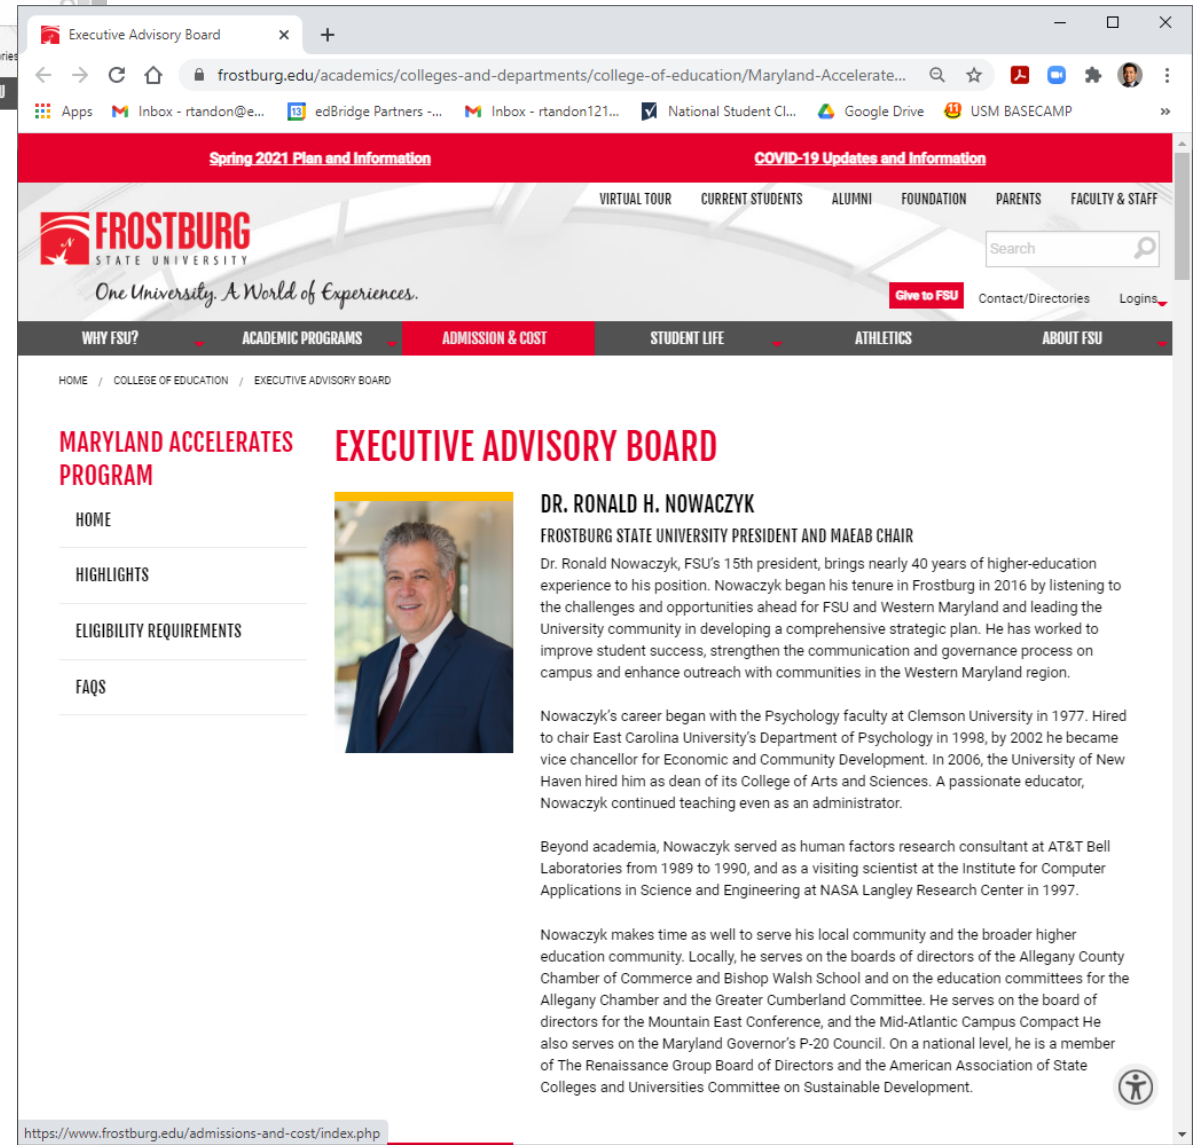 Executive Advisory Board
frostburg.edu/academics/colleges-and-departments/college-of-education/Maryland-Accelerate...
Apps Inbox - rtandon@e... 13 edBridge Partners -... Inbox - rtandon121... National Student Cl... Google Drive USM BASECAMP »
Spring 2021 Plan and Information COVID-19 Updates and Information
VIRTUAL TOUR CURRENT STUDENTS ALUMNI FOUNDATION PARENTS FACULTY & STAFF
FROSTBURG
STATE UNIVERSITY
Search
One University. A World of Experiences.
Give to FSU Contact/Directories Logins
WHY FSU? ACADEMIC PROGRAMS ADMISSION & COST STUDENT LIFE ATHLETICS ABOUT FSU
HOME / COLLEGE OF EDUCATION / EXECUTIVE ADVISORY BOARD
MARYLAND ACCELERATES
PROGRAM
HOME
HIGHLIGHTS
ELIGIBILITY REQUIREMENTS
FAQS
EXECUTIVE ADVISORY BOARD
DR. RONALD H. NOWACZYK
FROSTBURG STATE UNIVERSITY PRESIDENT AND MAEAB CHAIR
Dr. Ronald Nowaczyk, FSU's 15th president, brings nearly 40 years of higher-education
experience to his position. Nowaczyk began his tenure in Frostburg in 2016 by listening to
the challenges and opportunities ahead for FSU and Western Maryland and leading the
University community in developing a comprehensive strategic plan. He has worked to
improve student success, strengthen the communication and governance process on
campus and enhance outreach with communities in the Western Maryland region.
Nowaczyk's career began with the Psychology faculty at Clemson University in 1977. Hired
to chair East Carolina University's Department of Psychology in 1998, by 2002 he became
vice chancellor for Economic and Community Development. In 2006, the University of New
Haven hired him as dean of its College of Arts and Sciences. A passionate educator,
Nowaczyk continued teaching even as an administrator.
Beyond academia, Nowaczyk served as human factors research consultant at AT&T Bell
Laboratories from 1989 to 1990, and as a visiting scientist at the Institute for Computer
Applications in Science and Engineering at NASA Langley Research Center in 1997.
Nowaczyk makes time as well to serve his local community and the broader higher
education community. Locally, he serves on the boards of directors of the Allegany County
Chamber of Commerce and Bishop Walsh School and on the education committees for the
Allegany Chamber and the Greater Cumberland Committee. He serves on the board of
directors for the Mountain East Conference, and the Mid-Atlantic Campus Compact He
also serves on the Maryland Governor's P-20 Council. On a national level, he is a member
of The Renaissance Group Board of Directors and the American Association of State
Colleges and Universities Committee on Sustainable Development.
https://www.frostburg.edu/admissions-and-cost/index.php